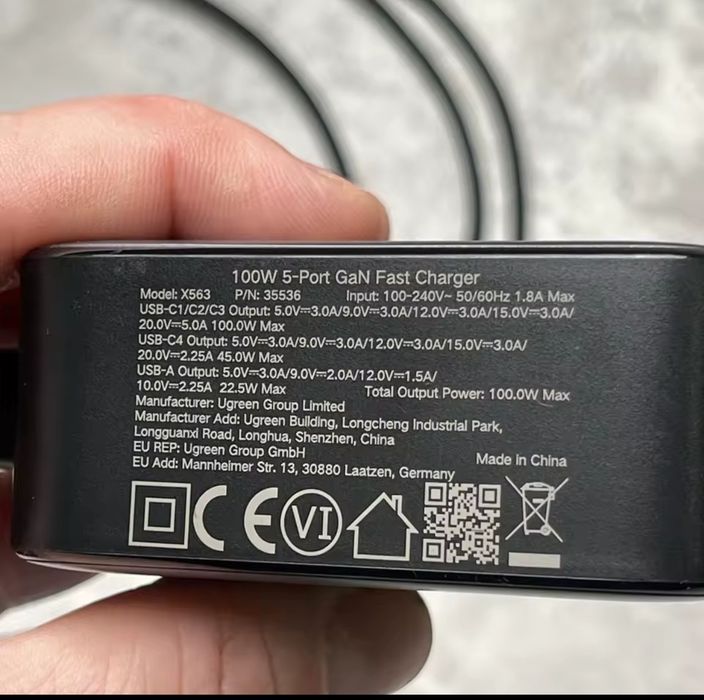 100W 5-Port GaN Fast Charger
Model: X563 P/N: 35536 Input: 100-240V~ 50/60Hz 1.8A Max
USB-C1/C2/C3 Output: 5.0V⎓3.0A/9.0V⎓3.0A/12.0V⎓3.0A/15.0V⎓3.0A/
20.0V⎓5.0A 100.0W Max
USB-C4 Output: 5.0V⎓3.0A/9.0V⎓3.0A/12.0V⎓3.0A/15.0V⎓3.0A/
20.0V⎓2.25A 45.0W Max
USB-A Output: 5.0V⎓3.0A/9.0V⎓2.0A/12.0V⎓1.5A/
10.0V⎓2.25A 22.5W Max Total Output Power: 100.0W Max
Manufacturer: Ugreen Group Limited
Manufacturer Add: Ugreen Building, Longcheng Industrial Park,
Longguanxi Road, Longhua, Shenzhen, China
EU REP: Ugreen Group GmbH Made in China
EU Add: Mannheimer Str. 13, 30880 Laatzen, Germany
CE VI